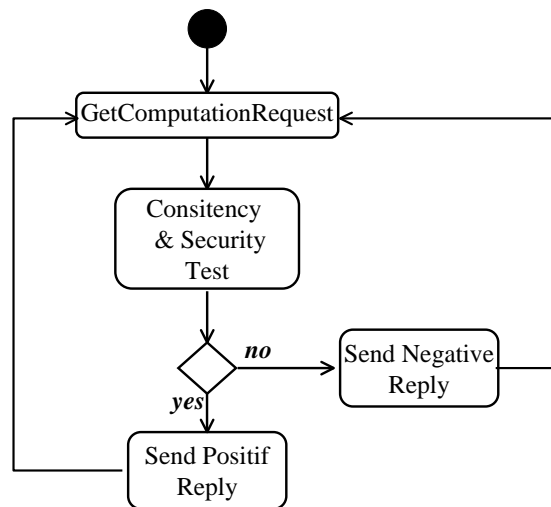 GetComputationRequest
Consitency
& Security
Test
no
Send Negative
Reply
yes
Send Positif
Reply